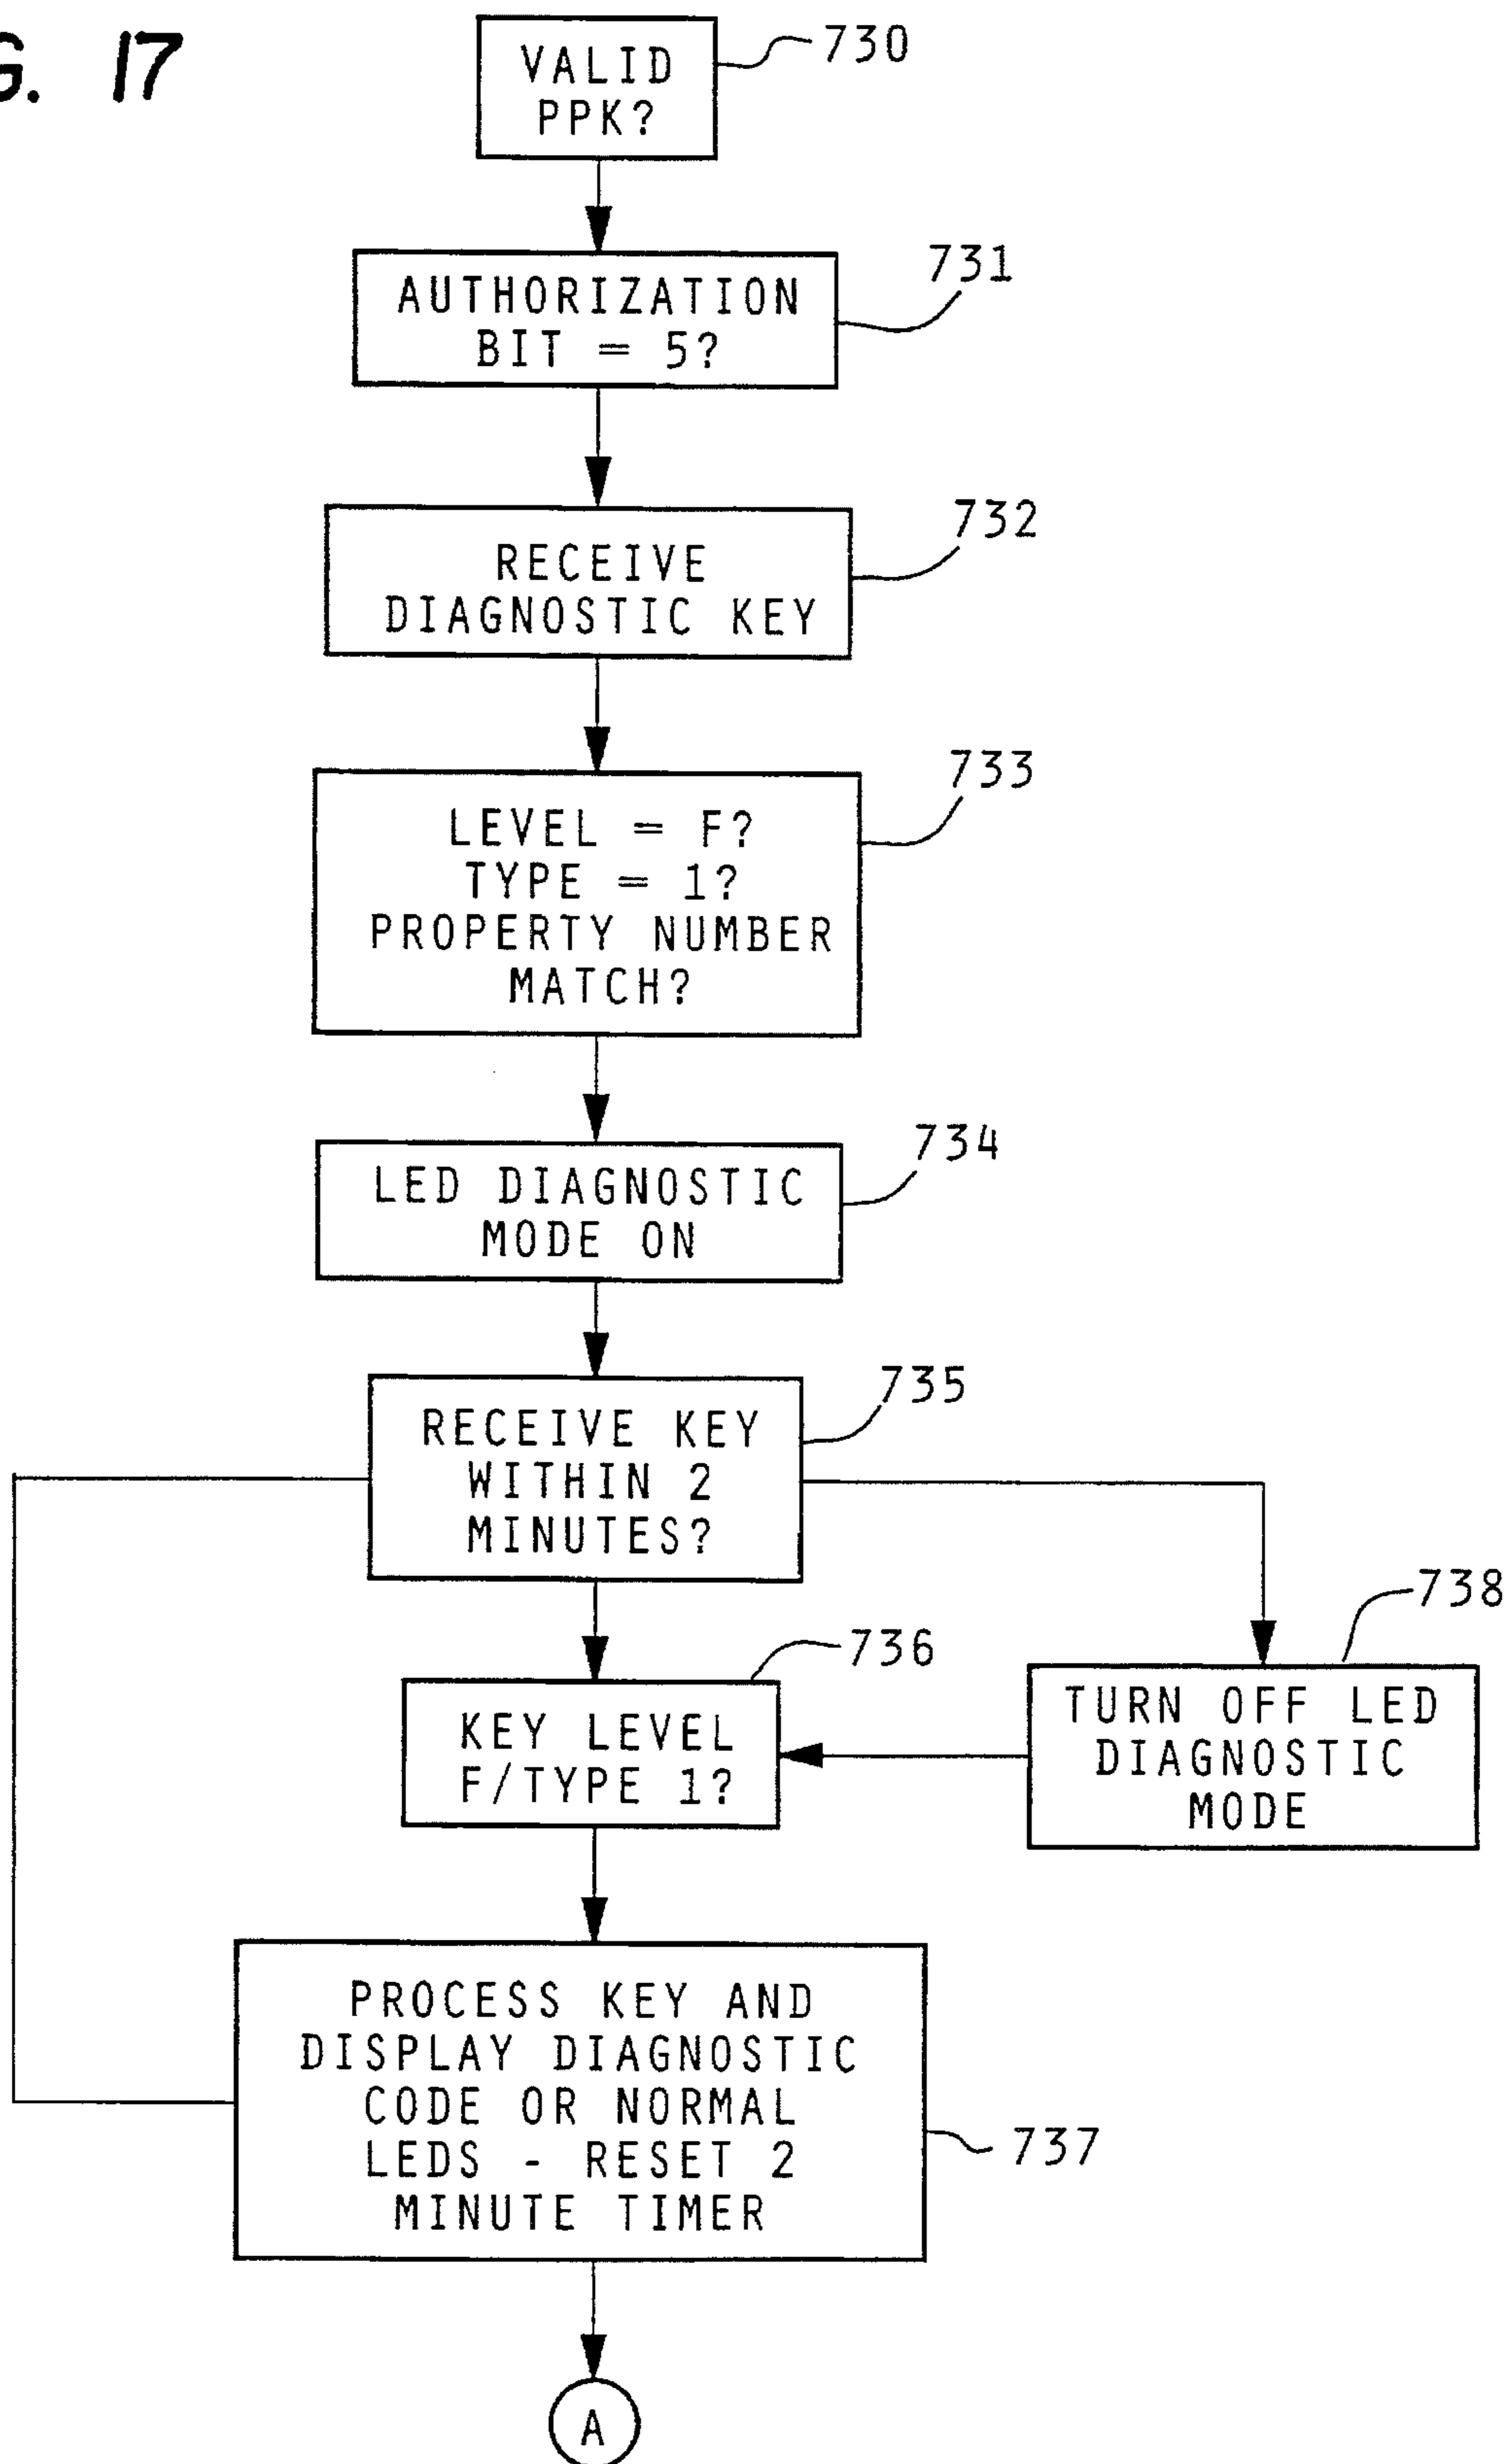 G. 17
VALID
PPK?
730
AUTHORIZATION
BIT = 5?
731
RECEIVE
DIAGNOSTIC KEY
732
LEVEL = F?
TYPE = 1?
PROPERTY NUMBER
MATCH?
733
LED DIAGNOSTIC
MODE ON
734
RECEIVE KEY
WITHIN 2
MINUTES?
735
KEY LEVEL
F/TYPE 1?
736
TURN OFF LED
DIAGNOSTIC
MODE
738
PROCESS KEY AND
DISPLAY DIAGNOSTIC
CODE OR NORMAL
LEDS - RESET 2
MINUTE TIMER
737
A